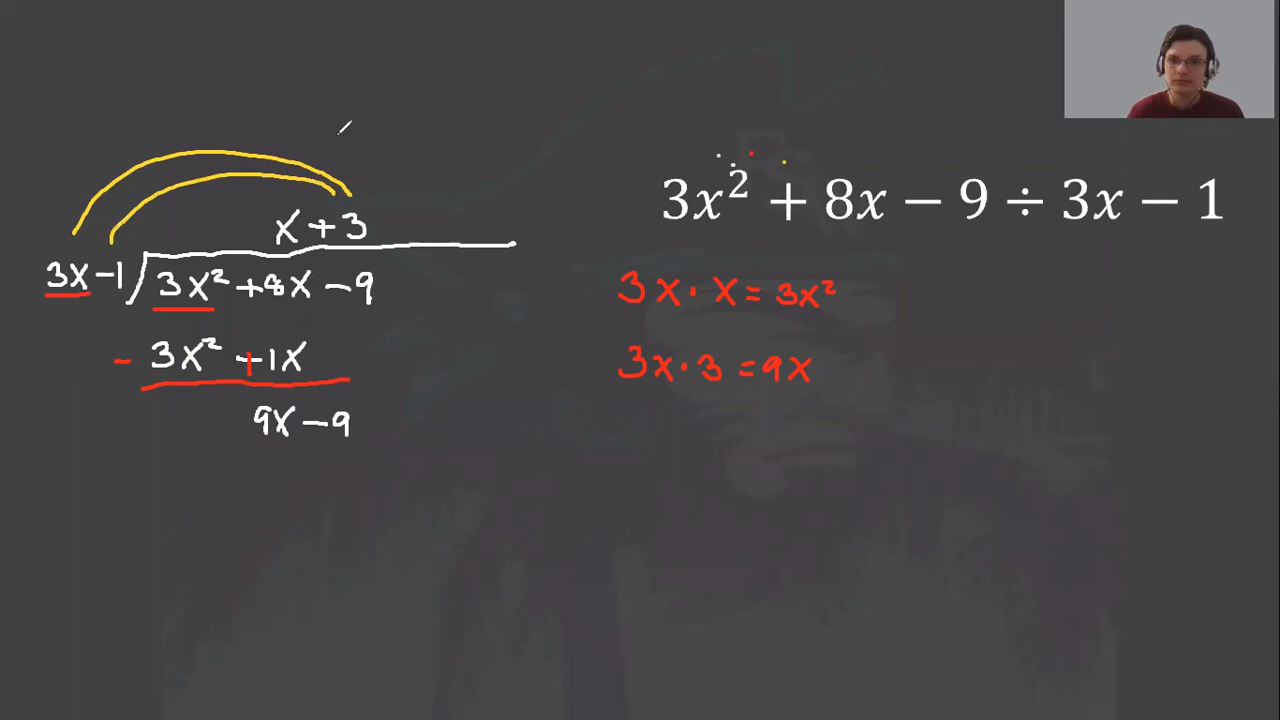 3x² + 8x − 9 ÷ 3x − 1
x + 3
3x −1 3x² +8x −9
− 3x² +1x
9x − 9
3x · x = 3x²
3x · 3 = 9x